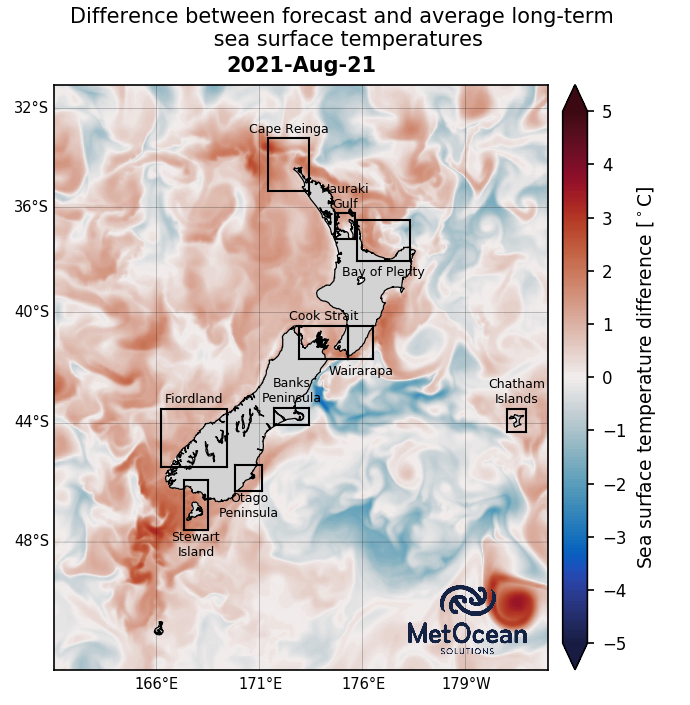 Difference between forecast and average long-term
sea surface temperatures
2021-Aug-21
32°S
36°S
40°S
44°S
48°S
166°E
171°E
176°E
179°W
Cape Reinga
Hauraki
Gulf
Bay of Plenty
Cook Strait
Wairarapa
Banks
Peninsula
Chatham
Islands
Fiordland
Otago
Peninsula
Stewart
Island
MetOcean
SOLUTIONS
5
4
3
2
1
0
−1
−2
−3
−4
−5
Sea surface temperature difference [°C]